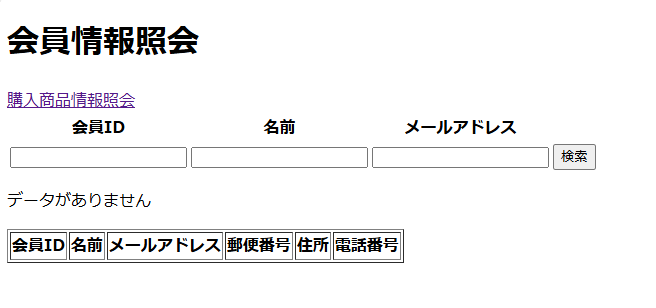 会員情報照会
購入商品情報照会
会員ID 名前 メールアドレス
検索
データがありません
会員ID 名前 メールアドレス 郵便番号 住所 電話番号